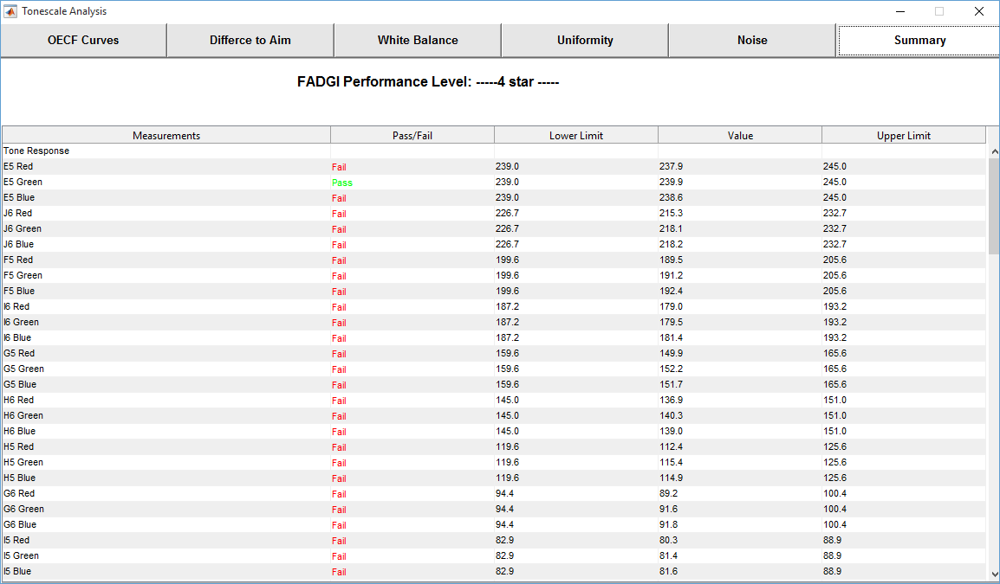 Tonescale Analysis
OECF Curves Differce to Aim White Balance Uniformity Noise Summary
FADGI Performance Level: -----4 star -----
Measurements Pass/Fail Lower Limit Value Upper Limit
Tone Response
E5 Red Fail 239.0 237.9 245.0
E5 Green Pass 239.0 239.9 245.0
E5 Blue Fail 239.0 238.6 245.0
J6 Red Fail 226.7 215.3 232.7
J6 Green Fail 226.7 218.1 232.7
J6 Blue Fail 226.7 218.2 232.7
F5 Red Fail 199.6 189.5 205.6
F5 Green Fail 199.6 191.2 205.6
F5 Blue Fail 199.6 192.4 205.6
I6 Red Fail 187.2 179.0 193.2
I6 Green Fail 187.2 179.5 193.2
I6 Blue Fail 187.2 181.4 193.2
G5 Red Fail 159.6 149.9 165.6
G5 Green Fail 159.6 152.2 165.6
G5 Blue Fail 159.6 151.7 165.6
H6 Red Fail 145.0 136.9 151.0
H6 Green Fail 145.0 140.3 151.0
H6 Blue Fail 145.0 139.0 151.0
H5 Red Fail 119.6 112.4 125.6
H5 Green Fail 119.6 115.4 125.6
H5 Blue Fail 119.6 114.9 125.6
G6 Red Fail 94.4 89.2 100.4
G6 Green Fail 94.4 91.6 100.4
G6 Blue Fail 94.4 91.8 100.4
I5 Red Fail 82.9 80.3 88.9
I5 Green Fail 82.9 81.4 88.9
I5 Blue Fail 82.9 81.6 88.9